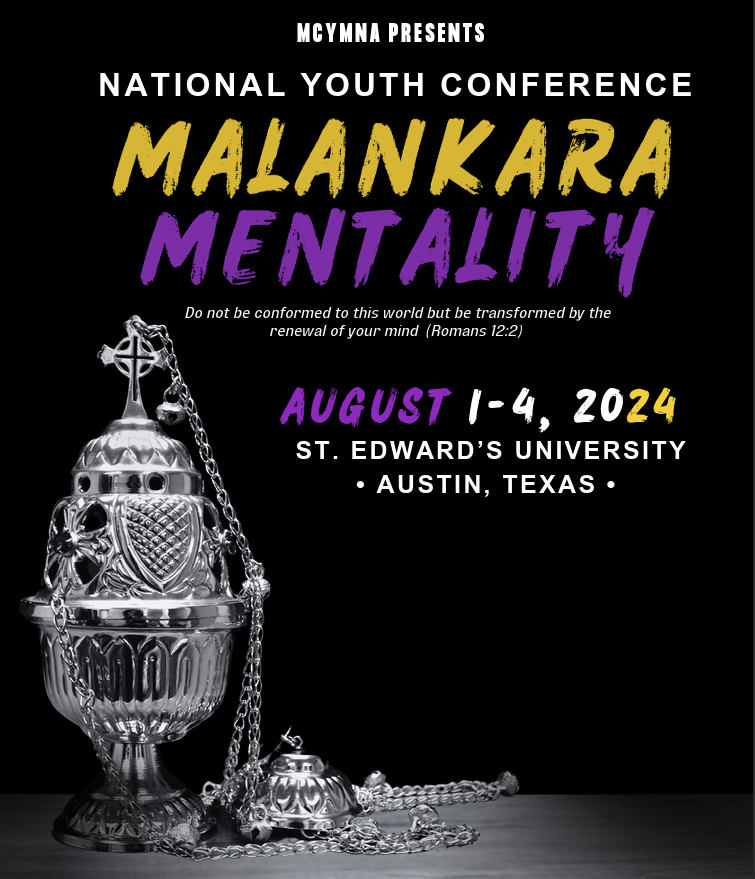 MCYMNA PRESENTS
NATIONAL YOUTH CONFERENCE
MALANKARA
MENTALITY
Do not be conformed to this world but be transformed by the
renewal of your mind (Romans 12:2)
AUGUST 1-4, 2024
ST. EDWARD'S UNIVERSITY
• AUSTIN, TEXAS •